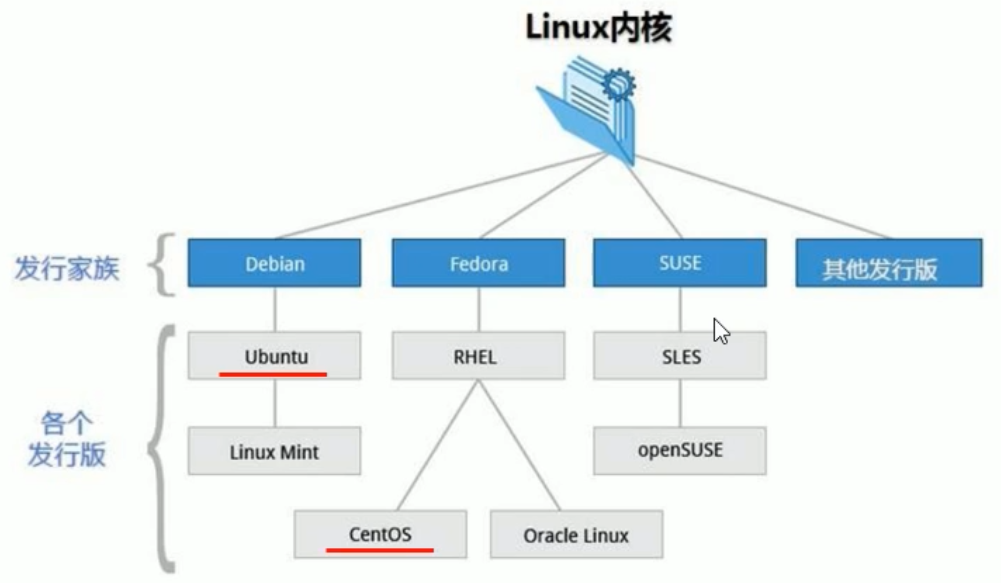 Linux内核
发行家族
Debian
Fedora
SUSE
其他发行版
各个
发行版
Ubuntu
RHEL
SLES
Linux Mint
openSUSE
CentOS
Oracle Linux